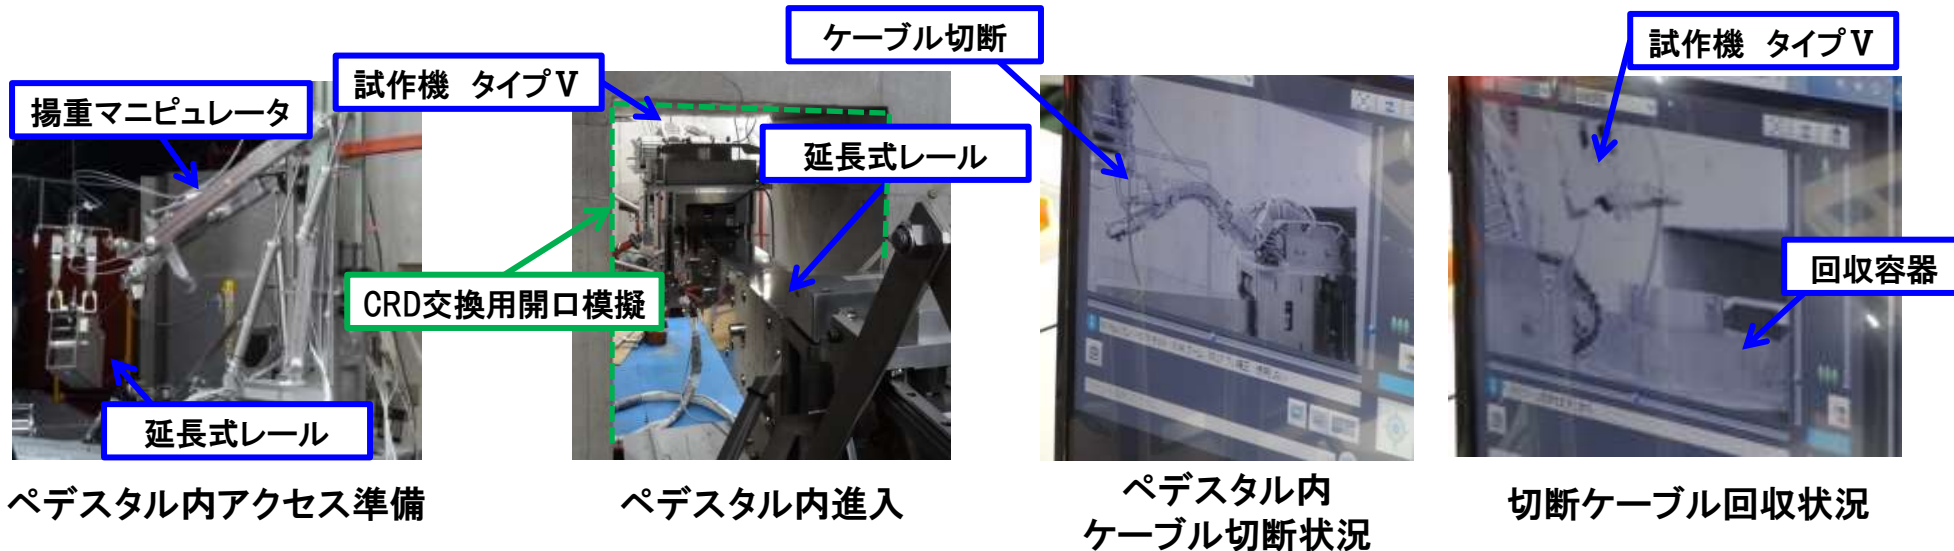 揚重マニピュレータ
延長式レール
ペデスタル内アクセス準備
試作機 タイプⅤ
延長式レール
CRD交換用開口模擬
ペデスタル内進入
ケーブル切断
ペデスタル内
ケーブル切断状況
試作機 タイプⅤ
回収容器
切断ケーブル回収状況